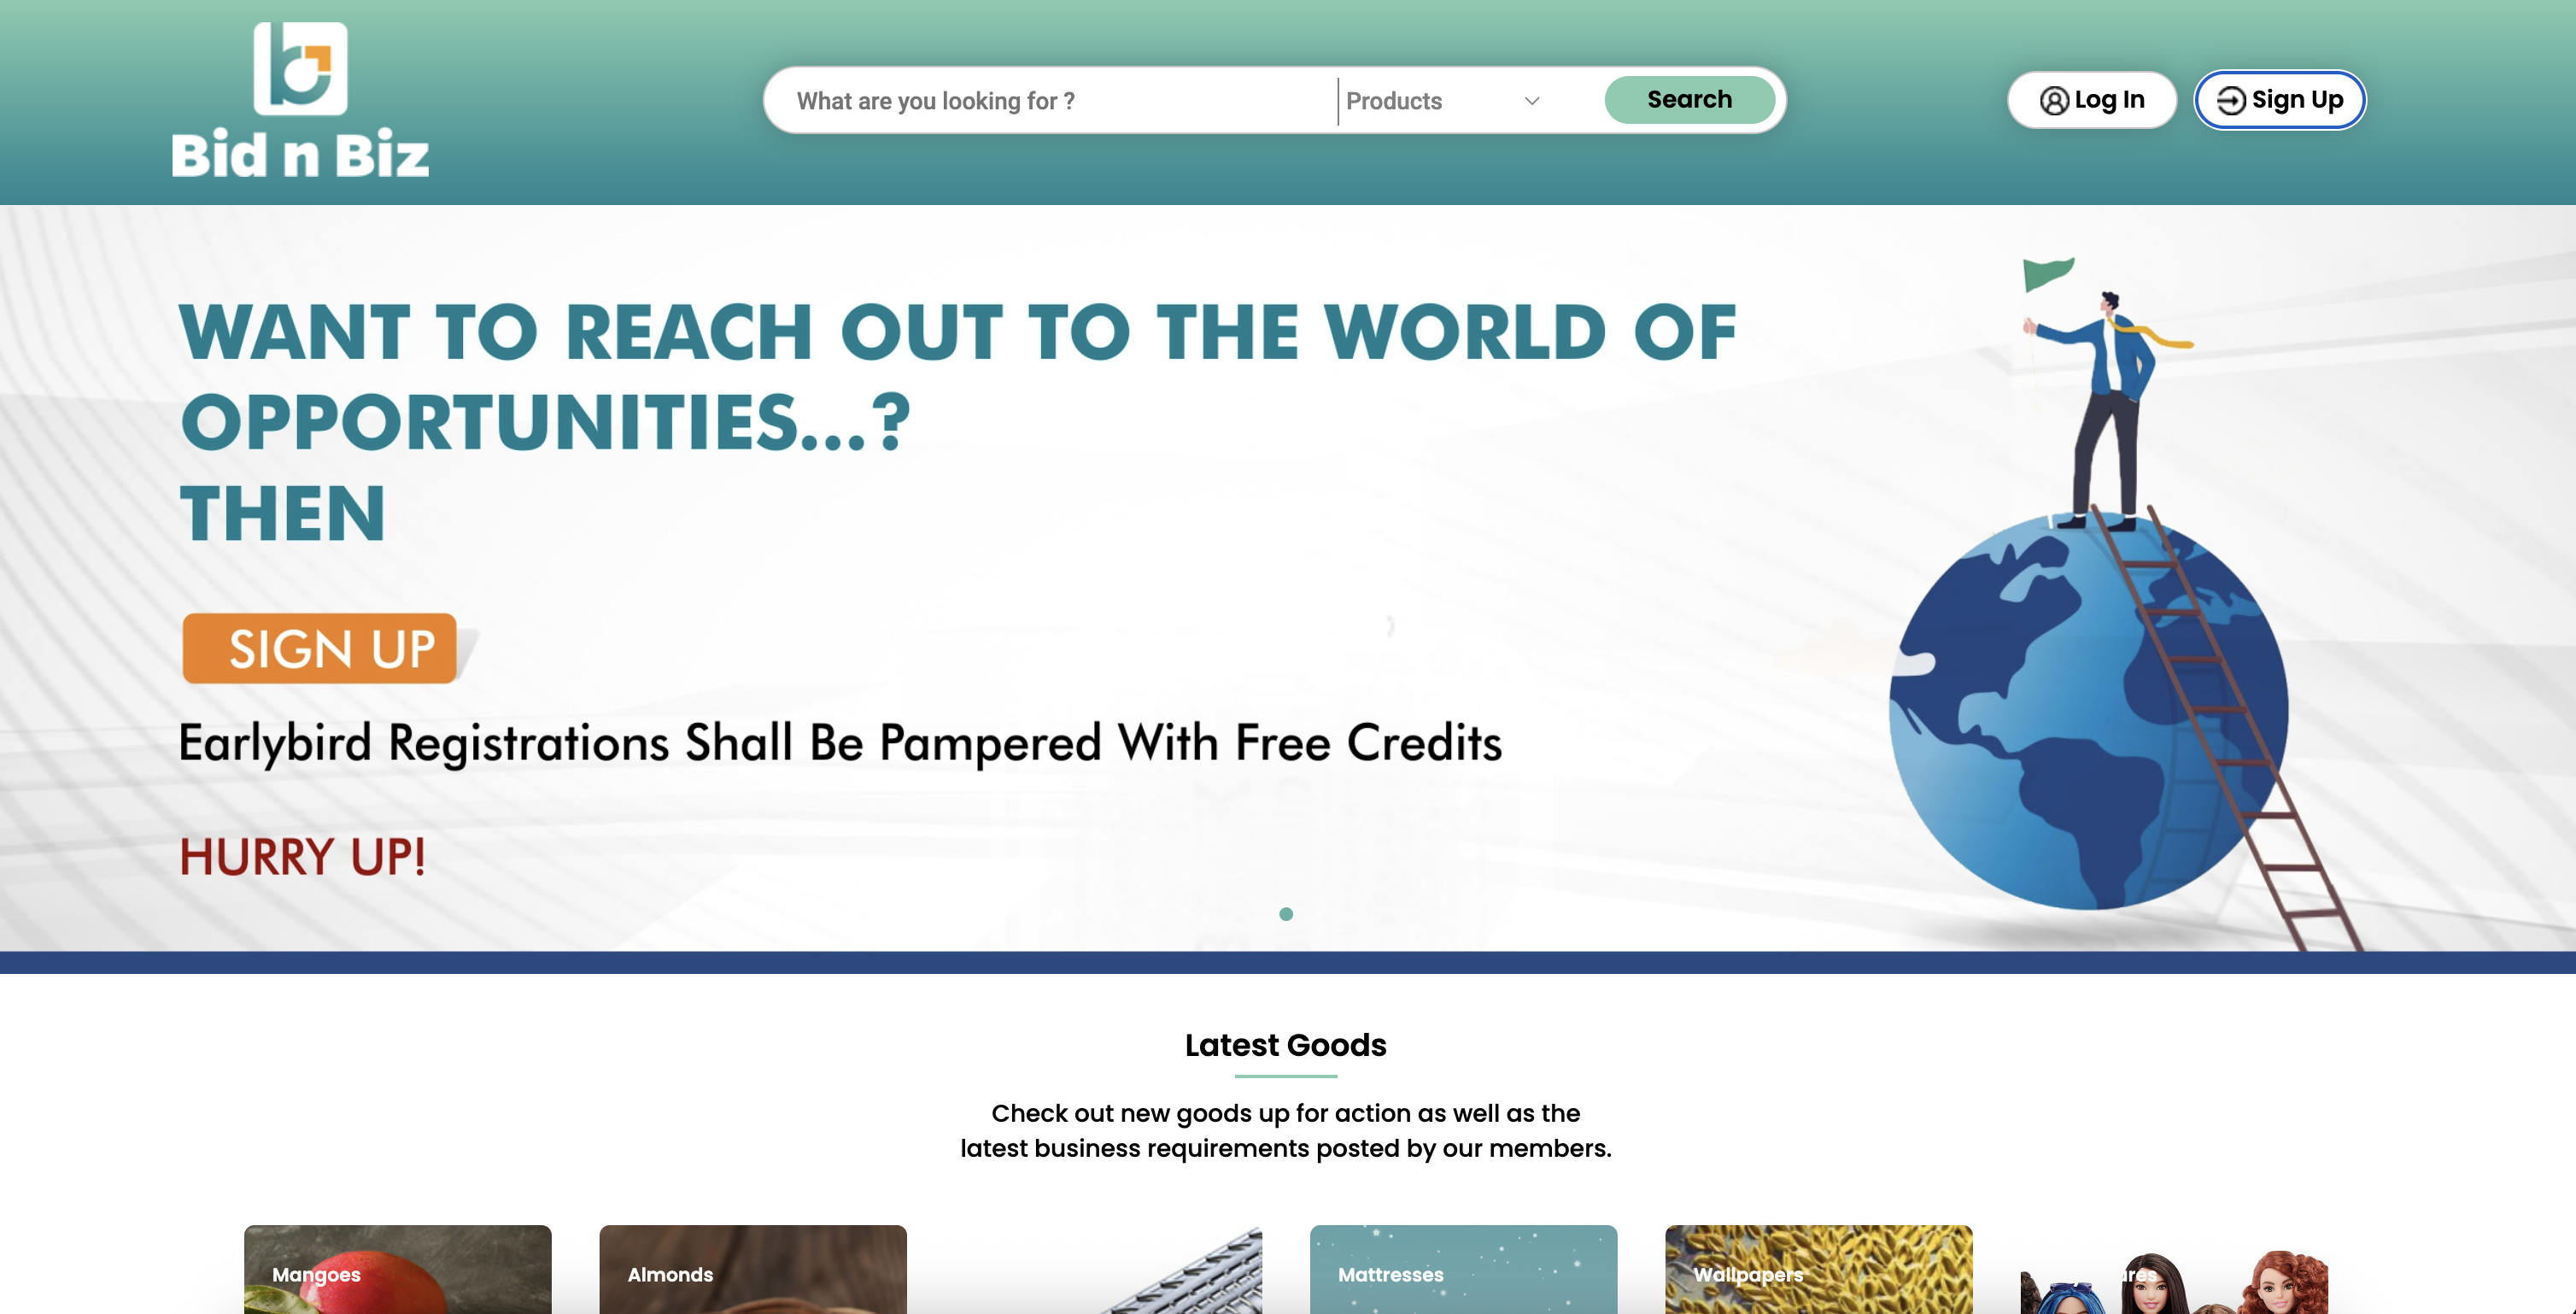 Bid n Biz
What are you looking for ?
Products
Search
Log In
Sign Up
WANT TO REACH OUT TO THE WORLD OF
OPPORTUNITIES...?
THEN
SIGN UP
Earlybird Registrations Shall Be Pampered With Free Credits
HURRY UP!
Latest Goods
Check out new goods up for action as well as the
latest business requirements posted by our members.
Mangoes
Almonds
Mattresses
Wallpapers